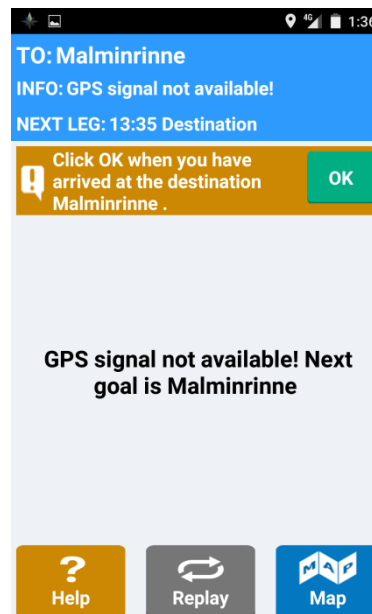 4G 1:36
TO: Malminrinne
INFO: GPS signal not available!
NEXT LEG: 13:35 Destination
Click OK when you have
arrived at the destination
Malminrinne .
OK
GPS signal not available! Next
goal is Malminrinne
?
Help
Replay
MAP
Map